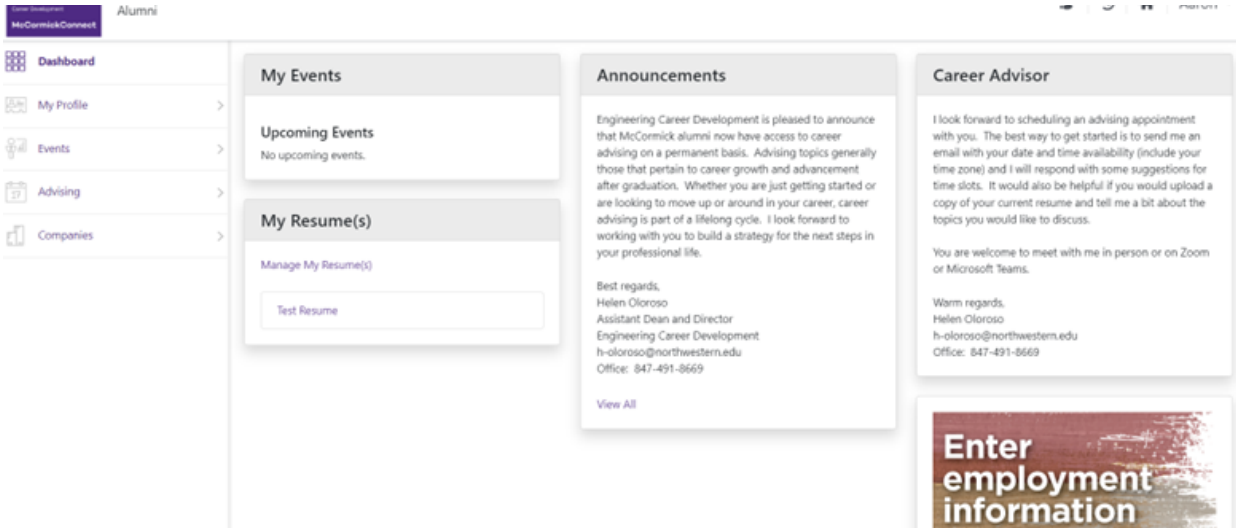 Career Development
McCormickConnect
Alumni
Dashboard
My Profile
Events
Advising
Companies
My Events
Upcoming Events
No upcoming events.
My Resume(s)
Manage My Resume(s)
Test Resume
Announcements
Engineering Career Development is pleased to announce
that McCormick alumni now have access to career
advising on a permanent basis. Advising topics generally
those that pertain to career growth and advancement
after graduation. Whether you are just getting started or
are looking to move up or around in your career, career
advising is part of a lifelong cycle. I look forward to
working with you to build a strategy for the next steps in
your professional life.
Best regards,
Helen Oloroso
Assistant Dean and Director
Engineering Career Development
h-oloroso@northwestern.edu
Office: 847-491-8669
View All
Career Advisor
I look forward to scheduling an advising appointment
with you. The best way to get started is to send me an
email with your date and time availability (include your
time zone) and I will respond with some suggestions for
time slots. It would also be helpful if you would upload a
copy of your current resume and tell me a bit about the
topics you would like to discuss.
You are welcome to meet with me in person or on Zoom
or Microsoft Teams.
Warm regards,
Helen Oloroso
h-oloroso@northwestern.edu
Office: 847-491-8669
Enter
employment
information